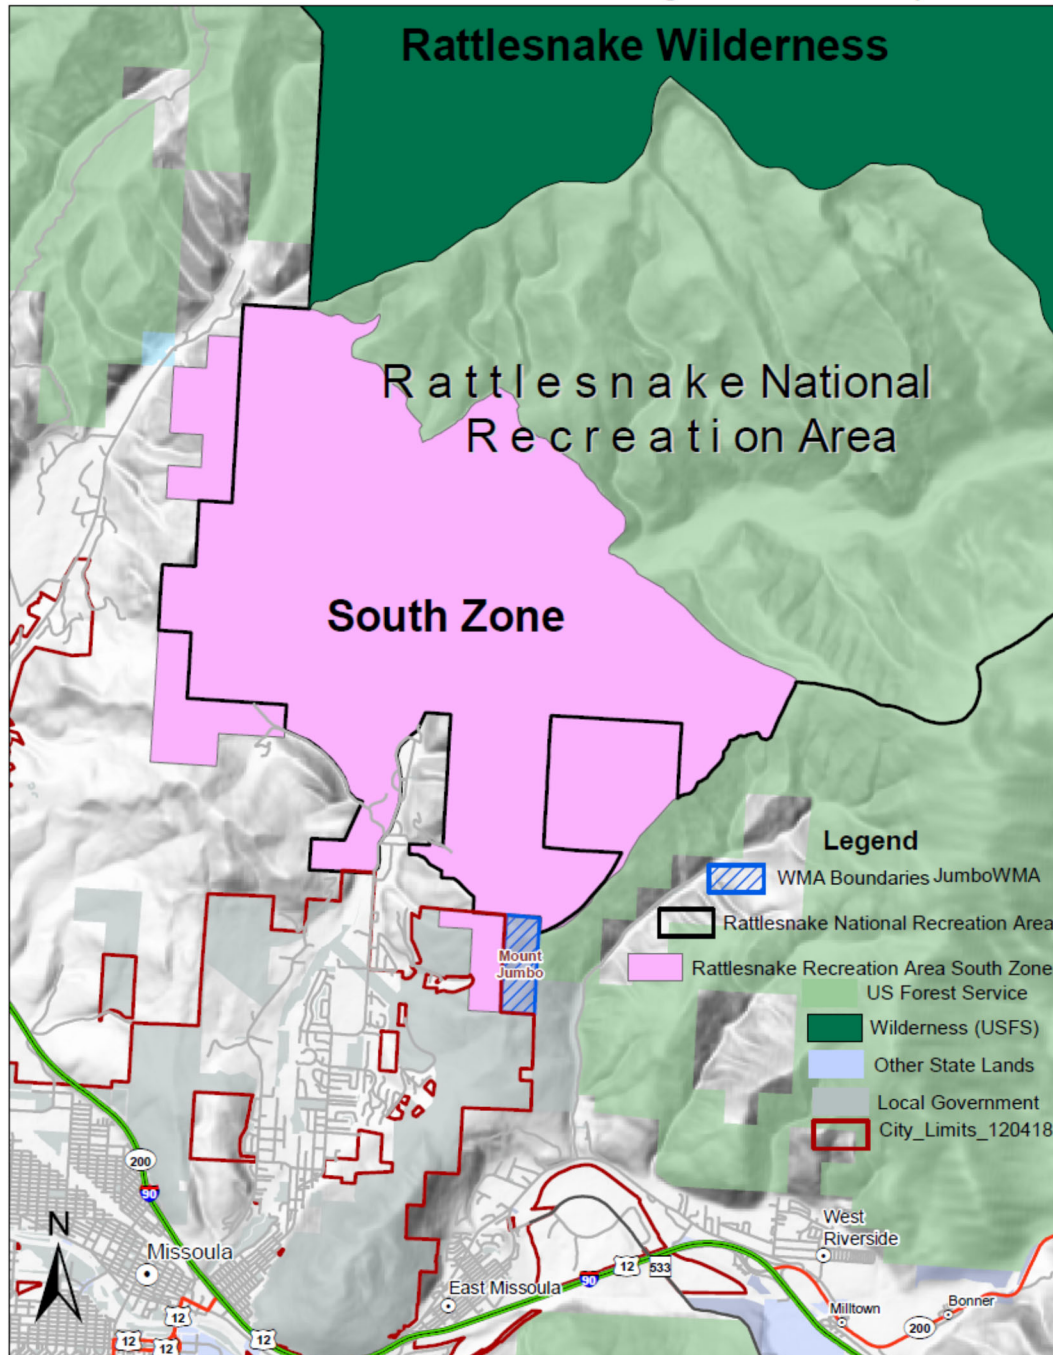 Rattlesnake Wilderness
Rattlesnake National
Recreation Area
South Zone
Legend
WMA Boundaries JumboWMA
Rattlesnake National Recreation Area
Mount
Jumbo
Rattlesnake Recreation Area South Zone
US Forest Service
Wilderness (USFS)
Other State Lands
Local Government
City_Limits_120418
200
90
N
Missoula
West
Riverside
12
533
90
East Missoula
Milltown
Bonner
200
12
12
12
12